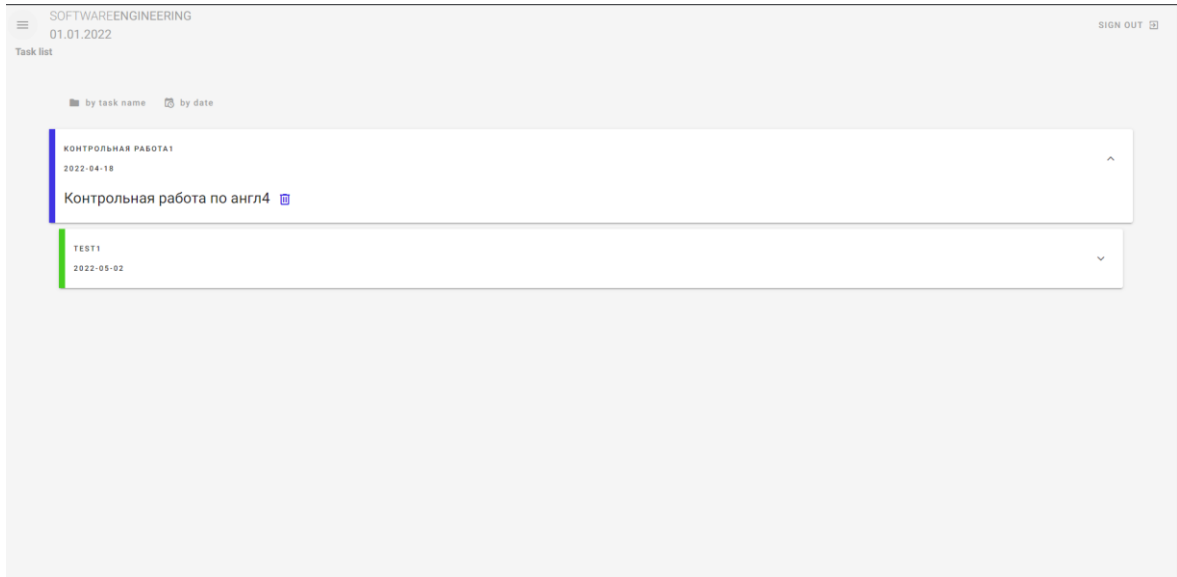 SOFTWAREENGINEERING
SIGN OUT
01.01.2022
Task list
by task name by date
КОНТРОЛЬНАЯ РАБОТА1
2022-04-18
Контрольная работа по англ4
TEST1
2022-05-02